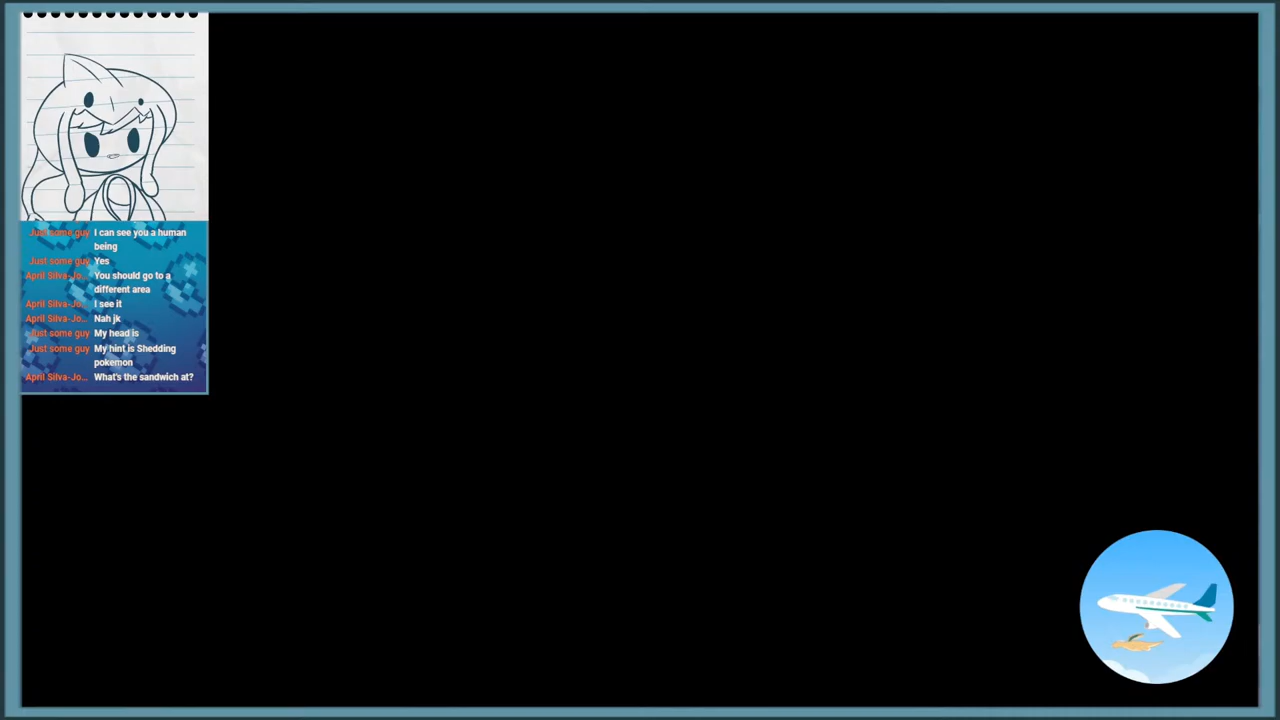 Just some guy I can see you a human
being
Just some guy Yes
April Silva-Jo... You should go to a
different area
April Silva-Jo... I see it
April Silva-Jo... Nah jk
Just some guy My head is
Just some guy My hint is Shedding
pokemon
April Silva-Jo... What's the sandwich at?